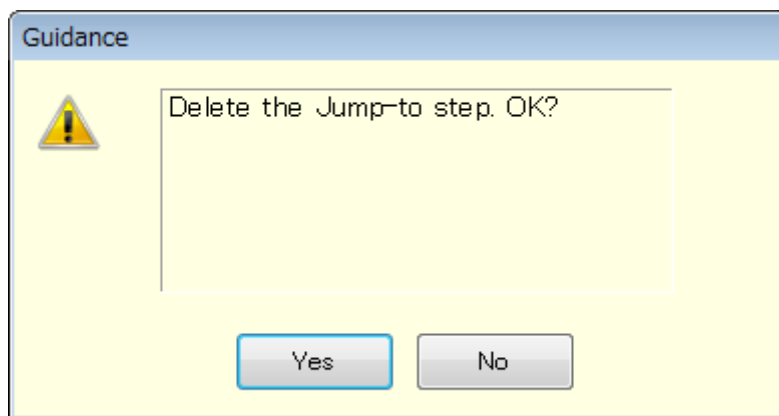 Guidance
Delete the Jump-to step. OK?
Yes
No